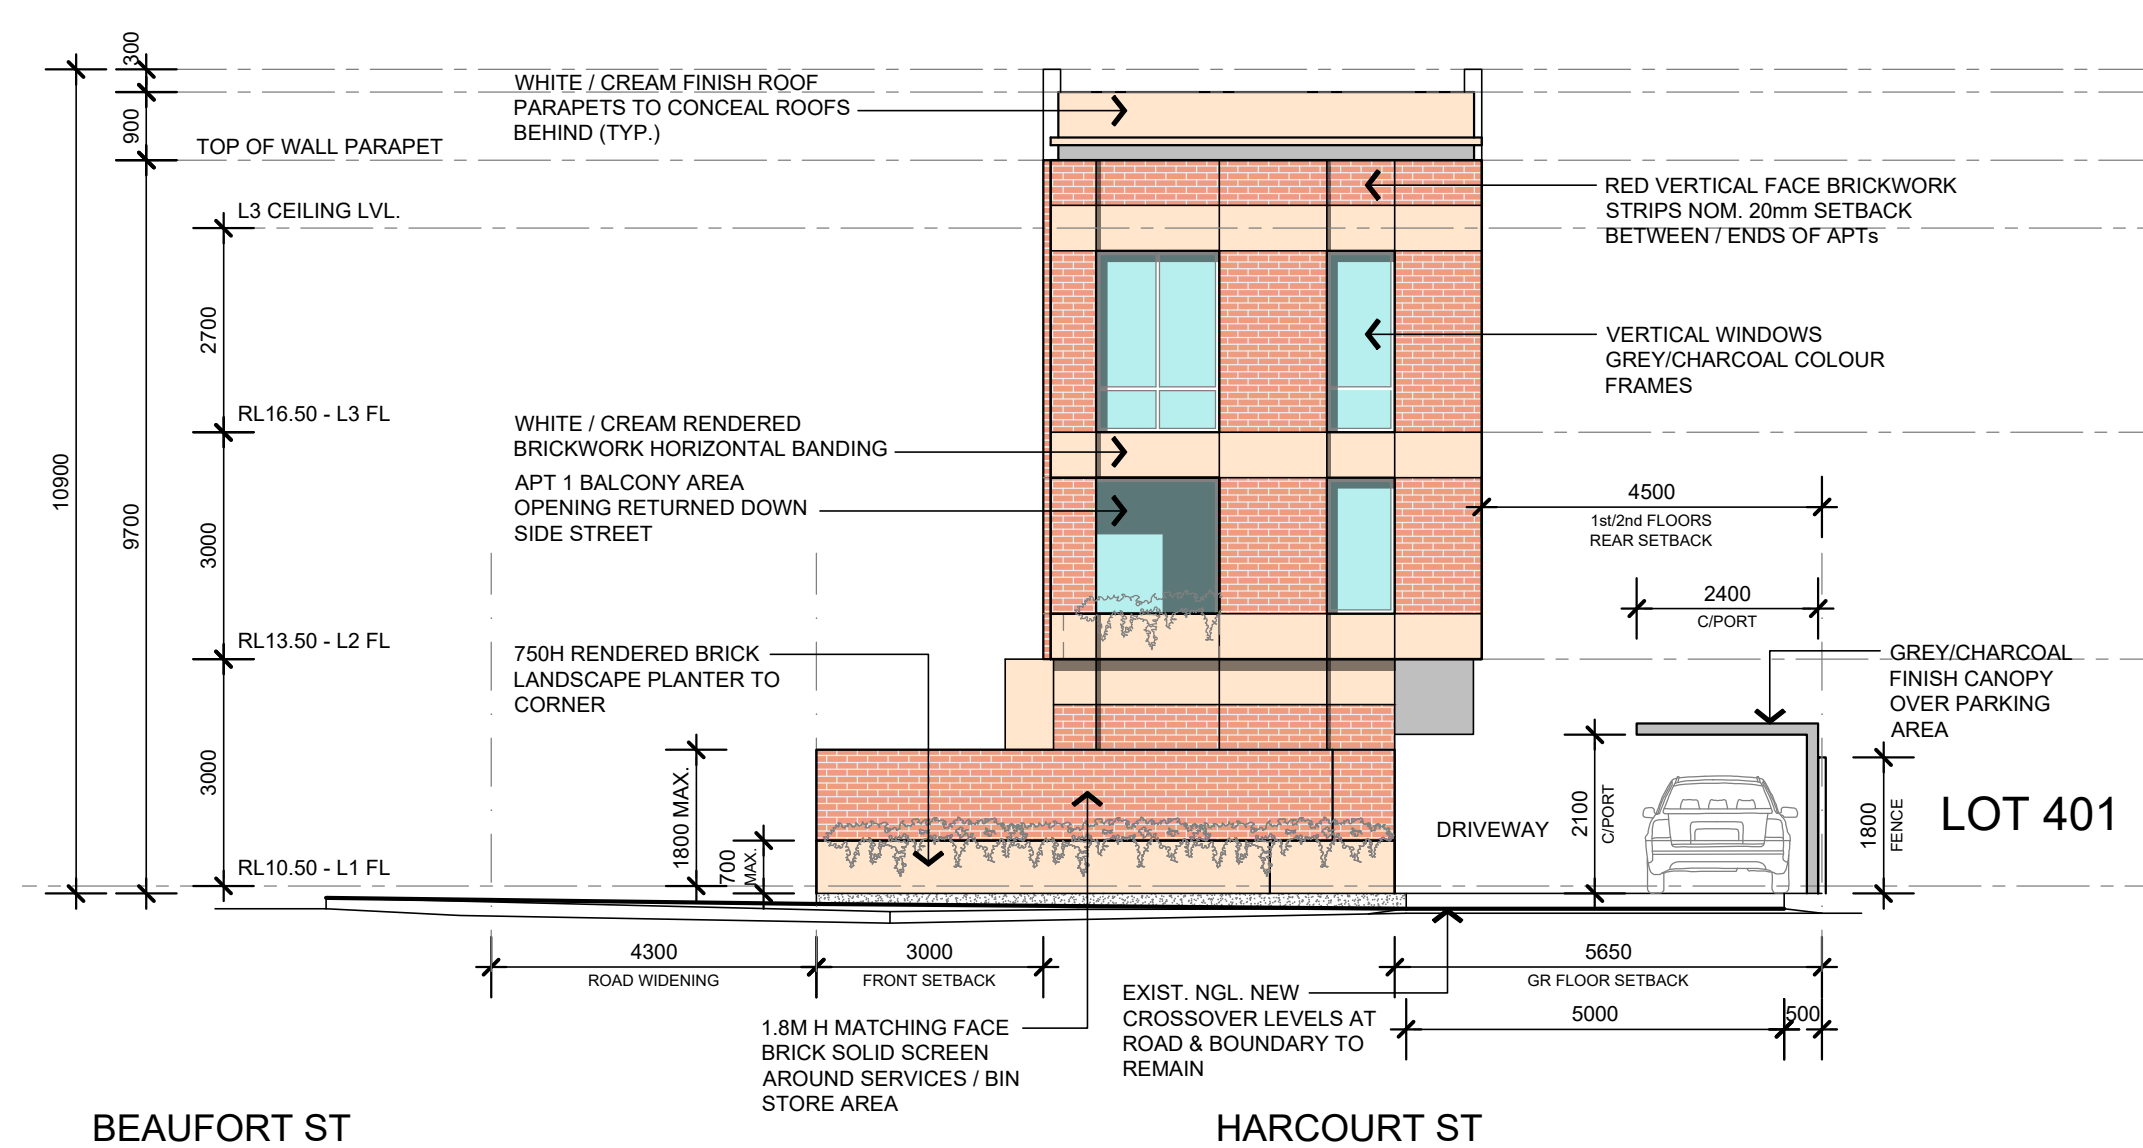 300
WHITE / CREAM FINISH ROOF
PARAPETS TO CONCEAL ROOFS
BEHIND (TYP.)
900
TOP OF WALL PARAPET
RED VERTICAL FACE BRICKWORK
STRIPS NOM. 20mm SETBACK
BETWEEN / ENDS OF APTs
L3 CEILING LVL.
2700
VERTICAL WINDOWS
GREY/CHARCOAL COLOUR
FRAMES
RL16.50 - L3 FL
WHITE / CREAM RENDERED
BRICKWORK HORIZONTAL BANDING
10900
9700
3000
APT 1 BALCONY AREA
OPENING RETURNED DOWN
SIDE STREET
4500
1st/2nd FLOORS
REAR SETBACK
2400
C/PORT
RL13.50 - L2 FL
750H RENDERED BRICK
LANDSCAPE PLANTER TO
CORNER
GREY/CHARCOAL
FINISH CANOPY
OVER PARKING
AREA
3000
1800 MAX.
700
MAX.
DRIVEWAY
2100
C/PORT
1800
FENCE
LOT 401
RL10.50 - L1 FL
4300
ROAD WIDENING
3000
FRONT SETBACK
5650
GR FLOOR SETBACK
EXIST. NGL. NEW
CROSSOVER LEVELS AT
ROAD & BOUNDARY TO
REMAIN
5000
500
1.8M H MATCHING FACE
BRICK SOLID SCREEN
AROUND SERVICES / BIN
STORE AREA
BEAUFORT ST
HARCOURT ST